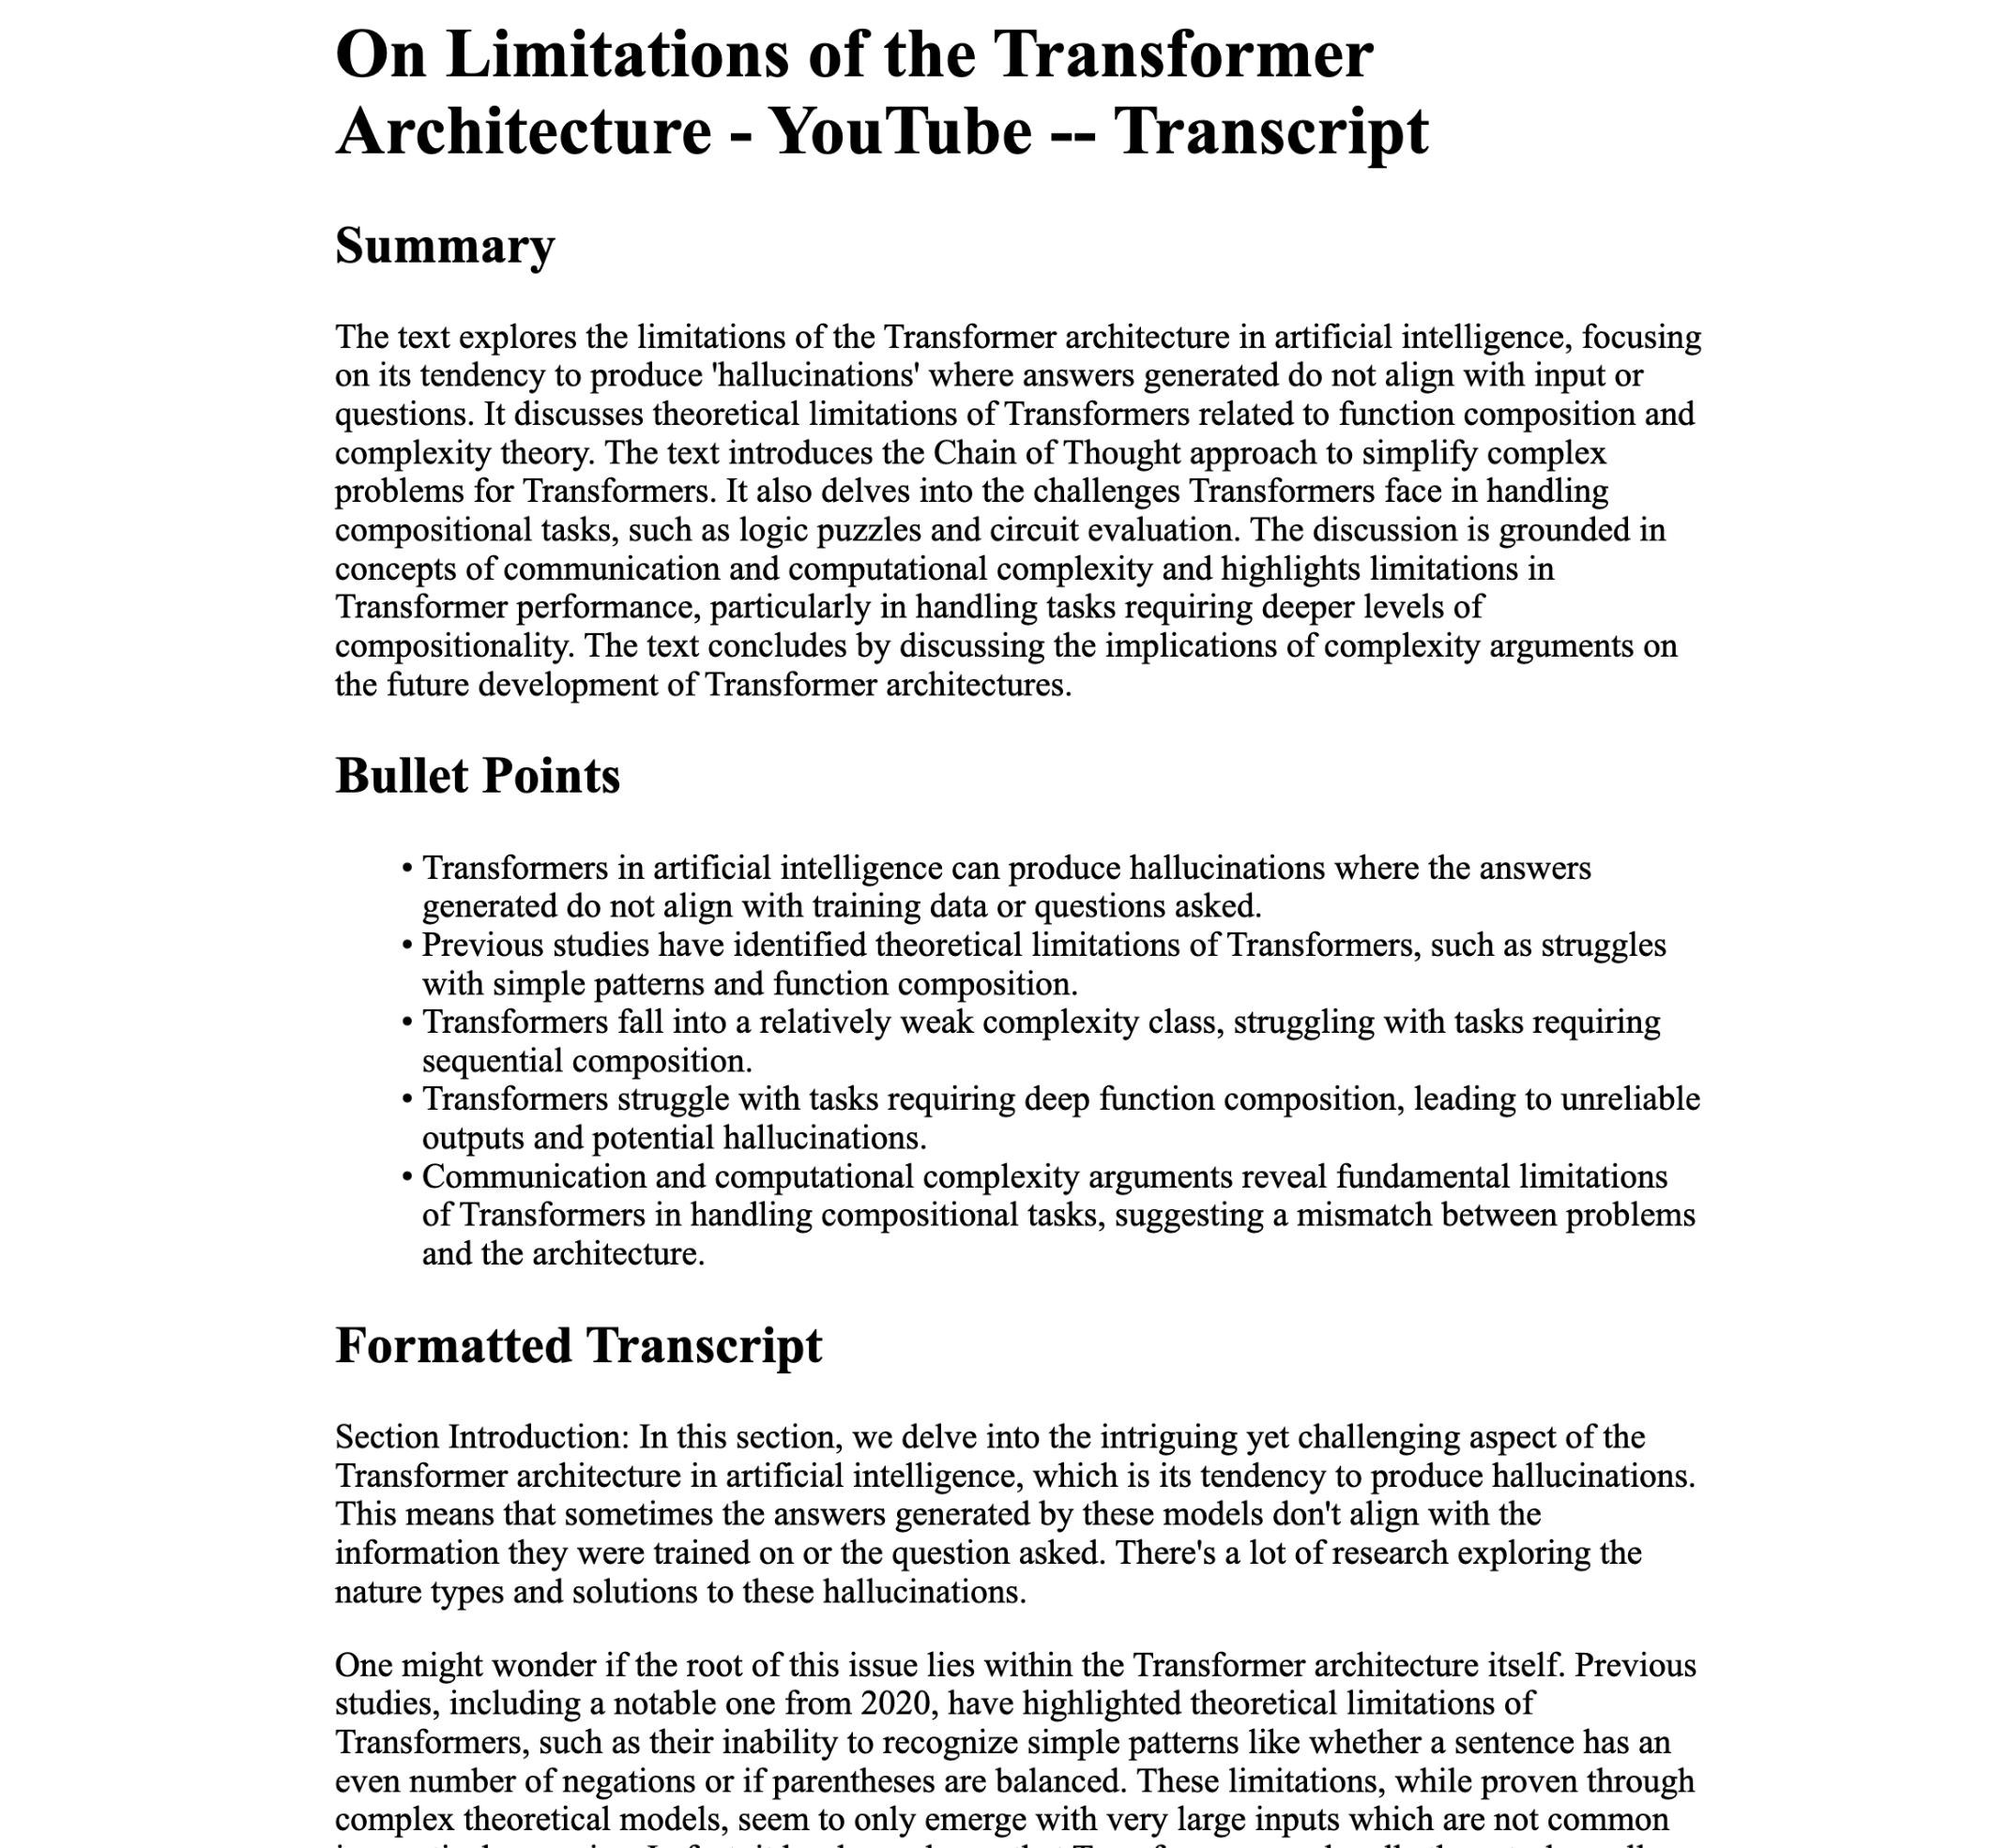 On Limitations of the Transformer
Architecture - YouTube -- Transcript
Summary
The text explores the limitations of the Transformer architecture in artificial intelligence, focusing
on its tendency to produce 'hallucinations' where answers generated do not align with input or
questions. It discusses theoretical limitations of Transformers related to function composition and
complexity theory. The text introduces the Chain of Thought approach to simplify complex
problems for Transformers. It also delves into the challenges Transformers face in handling
compositional tasks, such as logic puzzles and circuit evaluation. The discussion is grounded in
concepts of communication and computational complexity and highlights limitations in
Transformer performance, particularly in handling tasks requiring deeper levels of
compositionality. The text concludes by discussing the implications of complexity arguments on
the future development of Transformer architectures.
Bullet Points
• Transformers in artificial intelligence can produce hallucinations where the answers
generated do not align with training data or questions asked.
• Previous studies have identified theoretical limitations of Transformers, such as struggles
with simple patterns and function composition.
• Transformers fall into a relatively weak complexity class, struggling with tasks requiring
sequential composition.
• Transformers struggle with tasks requiring deep function composition, leading to unreliable
outputs and potential hallucinations.
• Communication and computational complexity arguments reveal fundamental limitations
of Transformers in handling compositional tasks, suggesting a mismatch between problems
and the architecture.
Formatted Transcript
Section Introduction: In this section, we delve into the intriguing yet challenging aspect of the
Transformer architecture in artificial intelligence, which is its tendency to produce hallucinations.
This means that sometimes the answers generated by these models don't align with the
information they were trained on or the question asked. There's a lot of research exploring the
nature types and solutions to these hallucinations.
One might wonder if the root of this issue lies within the Transformer architecture itself. Previous
studies, including a notable one from 2020, have highlighted theoretical limitations of
Transformers, such as their inability to recognize simple patterns like whether a sentence has an
even number of negations or if parentheses are balanced. These limitations, while proven through
complex theoretical models, seem to only emerge with very large inputs which are not common